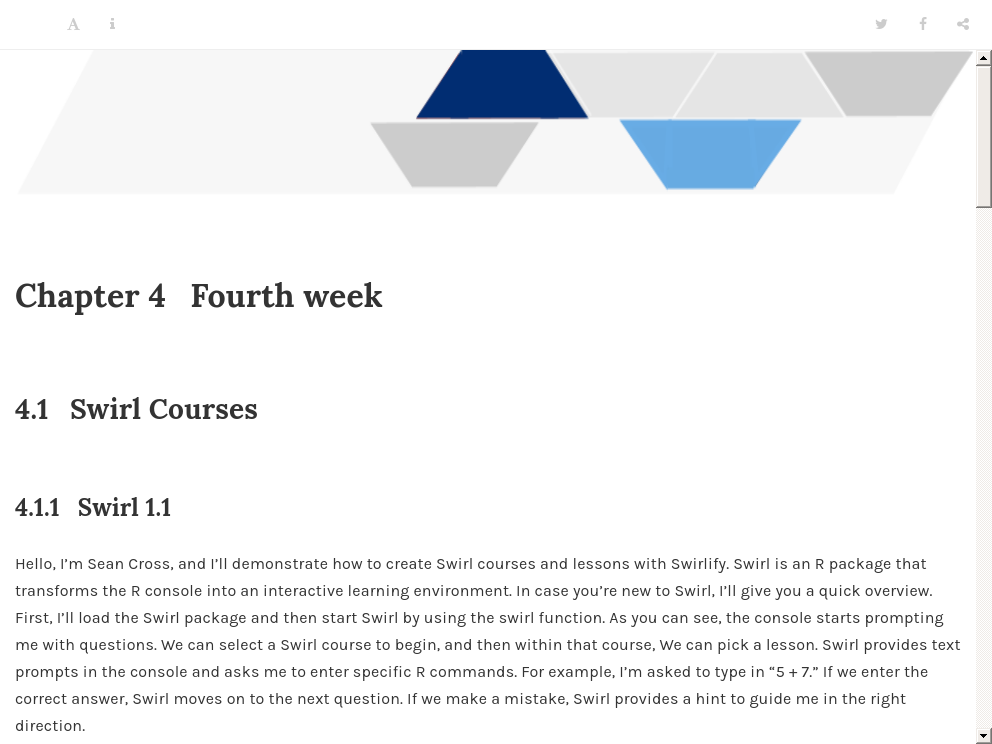 Chapter 4 Fourth week
4.1 Swirl Courses
4.1.1 Swirl 1.1
Hello, I’m Sean Cross, and I’ll demonstrate how to create Swirl courses and lessons with Swirlify. Swirl is an R package that
transforms the R console into an interactive learning environment. In case you’re new to Swirl, I’ll give you a quick overview.
First, I’ll load the Swirl package and then start Swirl by using the swirl function. As you can see, the console starts prompting
me with questions. We can select a Swirl course to begin, and then within that course, We can pick a lesson. Swirl provides text
prompts in the console and asks me to enter specific R commands. For example, I’m asked to type in “5 + 7.” If we enter the
correct answer, Swirl moves on to the next question. If we make a mistake, Swirl provides a hint to guide me in the right
direction.